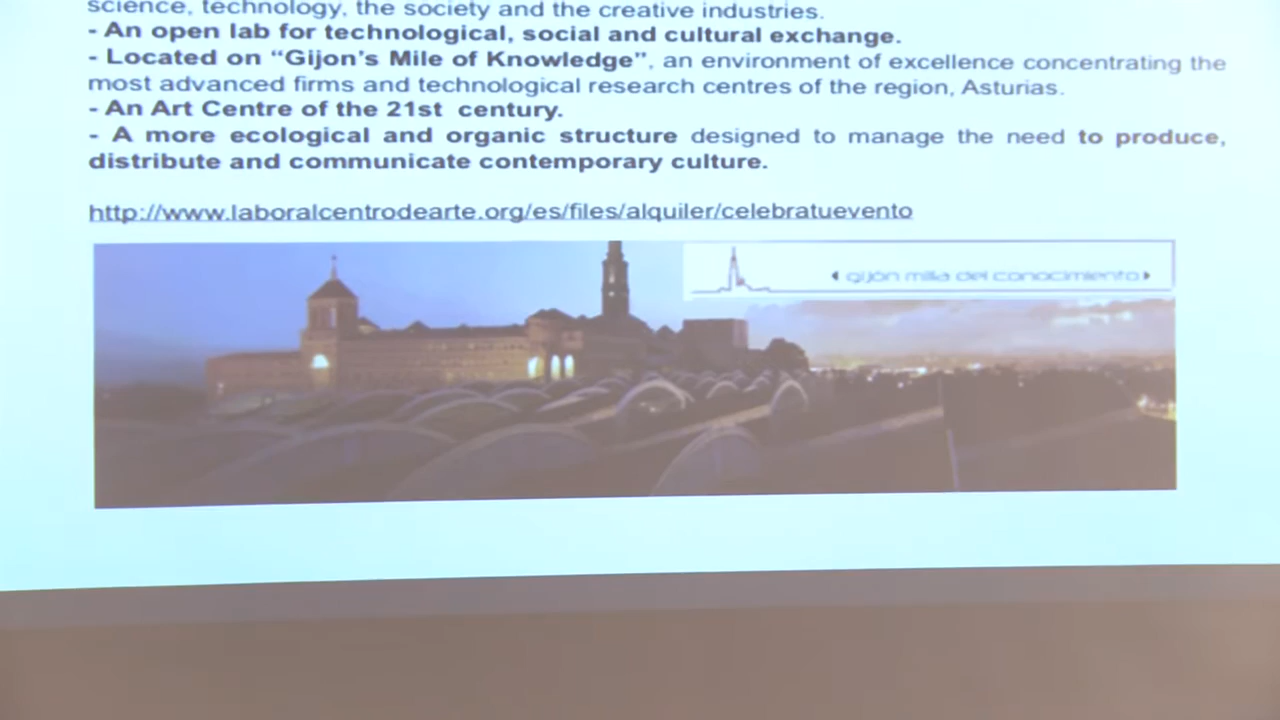 science, technology, the society and the creative industries.
- An open lab for technological, social and cultural exchange.
- Located on “Gijon’s Mile of Knowledge”, an environment of excellence concentrating the
most advanced firms and technological research centres of the region, Asturias.
- An Art Centre of the 21st century.
- A more ecological and organic structure designed to manage the need to produce,
distribute and communicate contemporary culture.
http://www.laboralcentrodearte.org/es/files/alquiler/celebratuevento
gijón milla del conocimiento